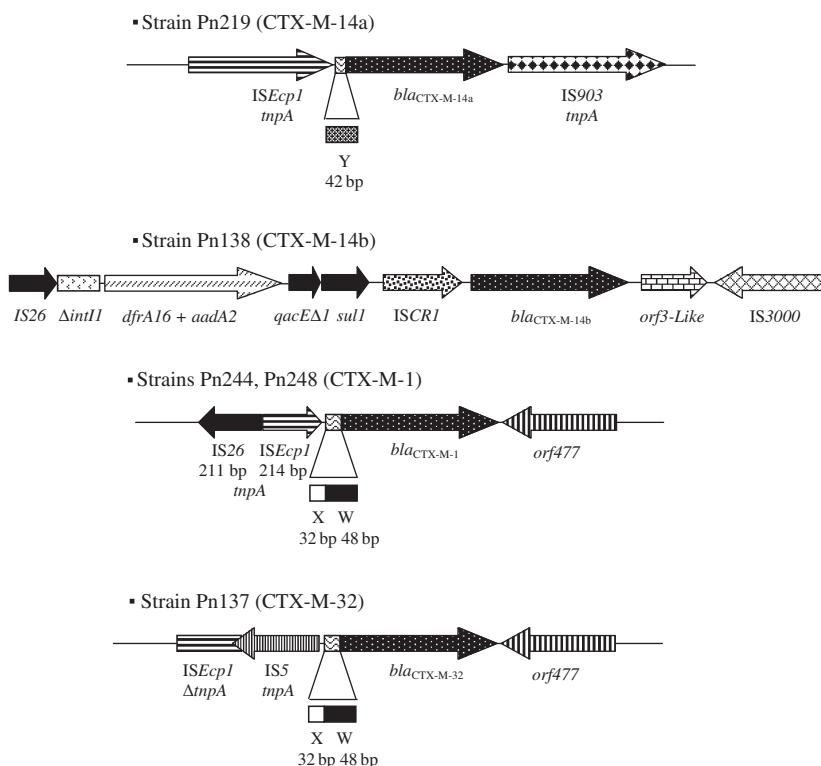 ▪ Strain Pn219 (CTX-M-14a)
ISEcp1 blaCTX-M-14a IS903
tnpA tnpA
Y
42 bp
▪ Strain Pn138 (CTX-M-14b)
IS26 ΔintI1 dfrA16 + aadA2 qacEΔ1 sul1 ISCR1 blaCTX-M-14b orf3-Like IS3000
▪ Strains Pn244, Pn248 (CTX-M-1)
IS26 ISEcp1 blaCTX-M-1 orf477
211 bp 214 bp
tnpA
X W
32 bp 48 bp
▪ Strain Pn137 (CTX-M-32)
ISEcp1 IS5 blaCTX-M-32 orf477
ΔtnpA tnpA
X W
32 bp 48 bp